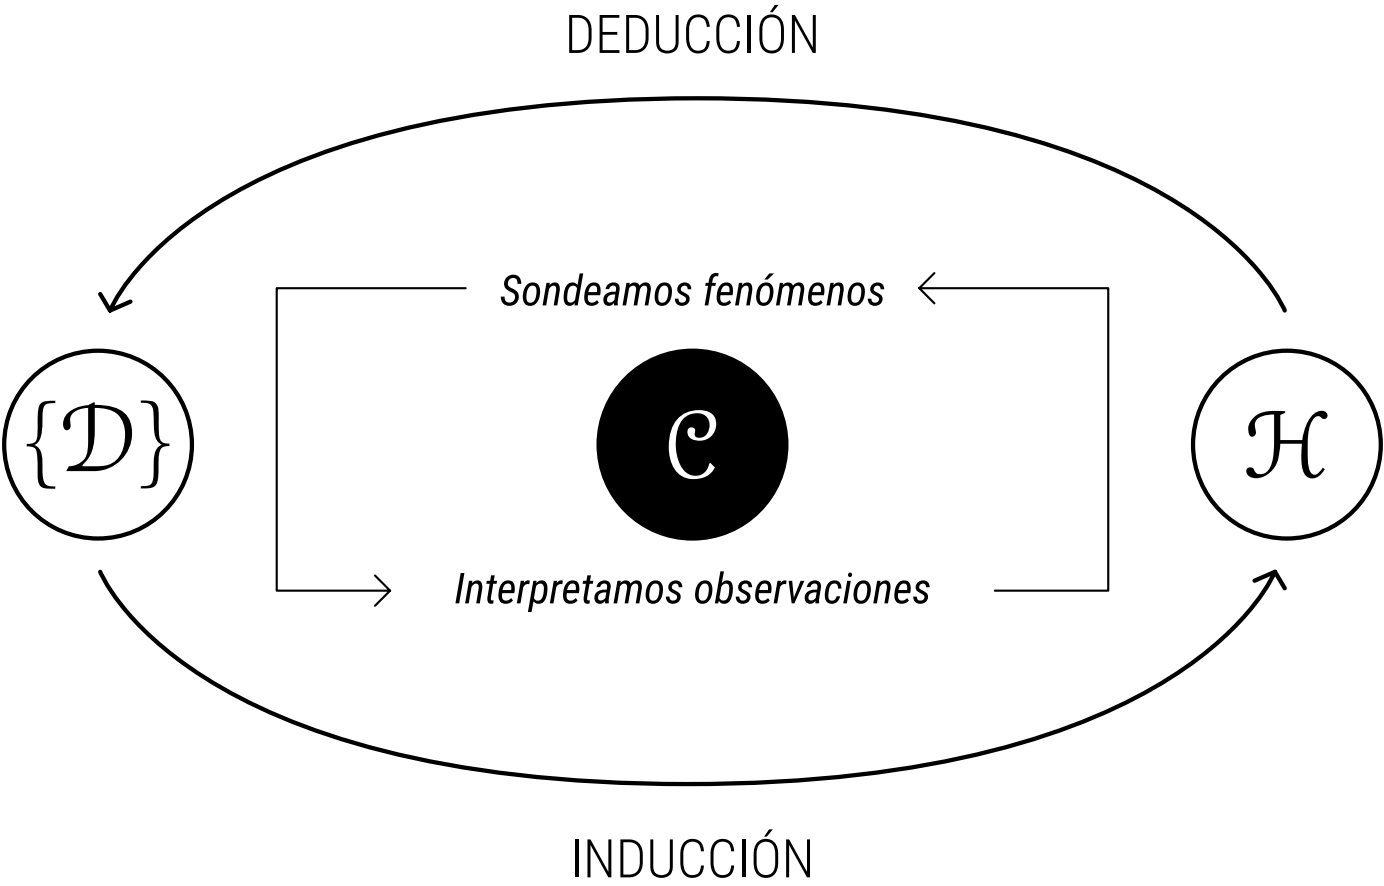 DEDUCCIÓN
Sondeamos fenómenos
{𝒟} 𝒞 ℋ
Interpretamos observaciones
INDUCCIÓN